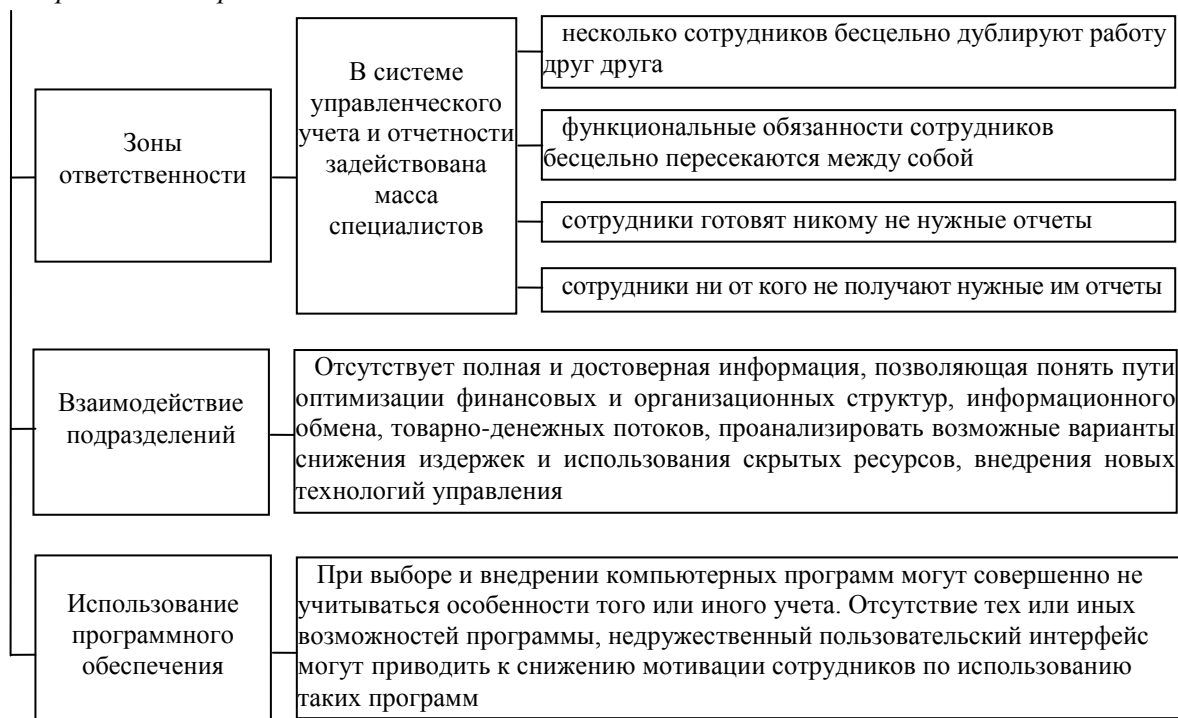 Зоны
ответственности
В системе
управленческого
учета и отчетности
задействована
масса
специалистов
несколько сотрудников бесцельно дублируют работу
друг друга
функциональные обязанности сотрудников
бесцельно пересекаются между собой
сотрудники готовят никому не нужные отчеты
сотрудники ни от кого не получают нужные им отчеты
Взаимодействие
подразделений
Отсутствует полная и достоверная информация, позволяющая понять пути
оптимизации финансовых и организационных структур, информационного
обмена, товарно-денежных потоков, проанализировать возможные варианты
снижения издержек и использования скрытых ресурсов, внедрения новых
технологий управления
Использование
программного
обеспечения
При выборе и внедрении компьютерных программ могут совершенно не
учитываться особенности того или иного учета. Отсутствие тех или иных
возможностей программы, недружественный пользовательский интерфейс
могут приводить к снижению мотивации сотрудников по использованию
таких программ